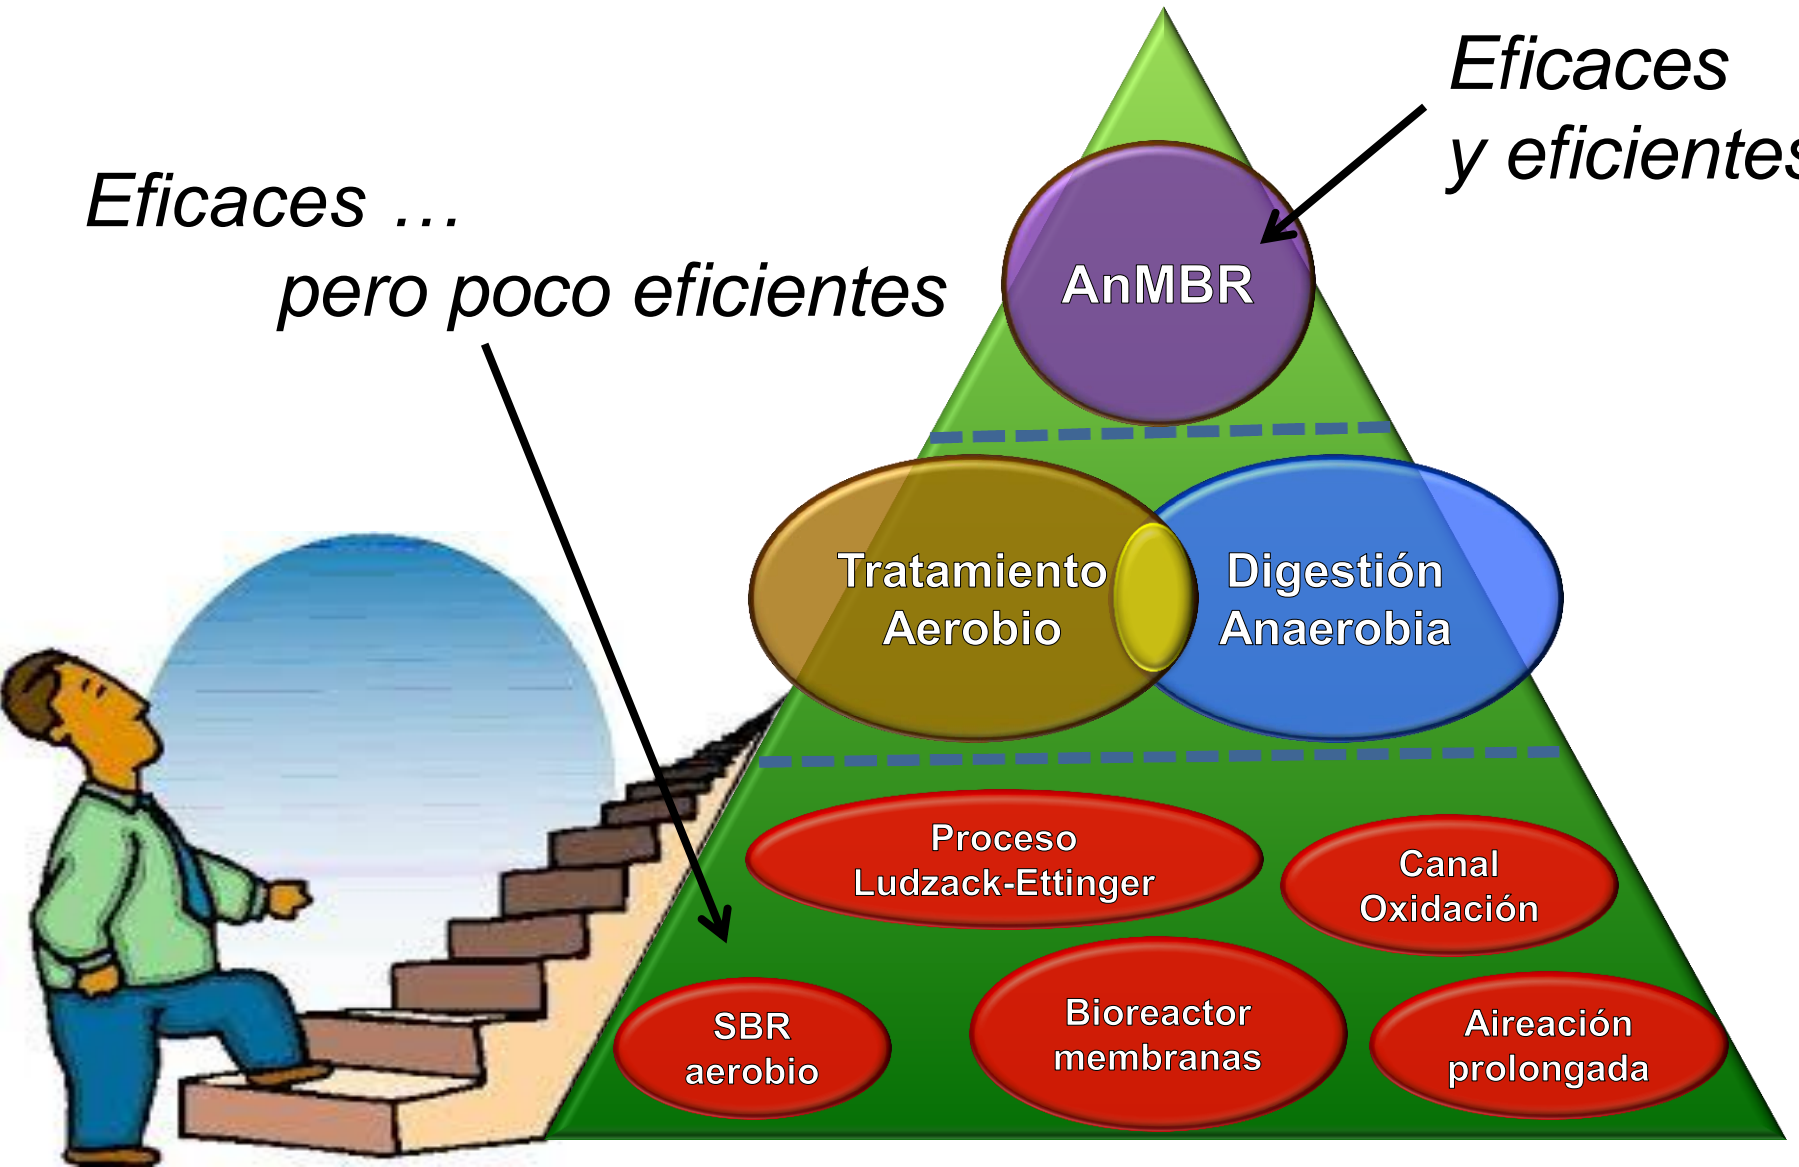 Eficaces
y eficientes
Eficaces …
pero poco eficientes
AnMBR
Tratamiento
Aerobio
Digestión
Anaerobia
Proceso
Ludzack-Ettinger
Canal
Oxidación
SBR
aerobio
Bioreactor
membranas
Aireación
prolongada